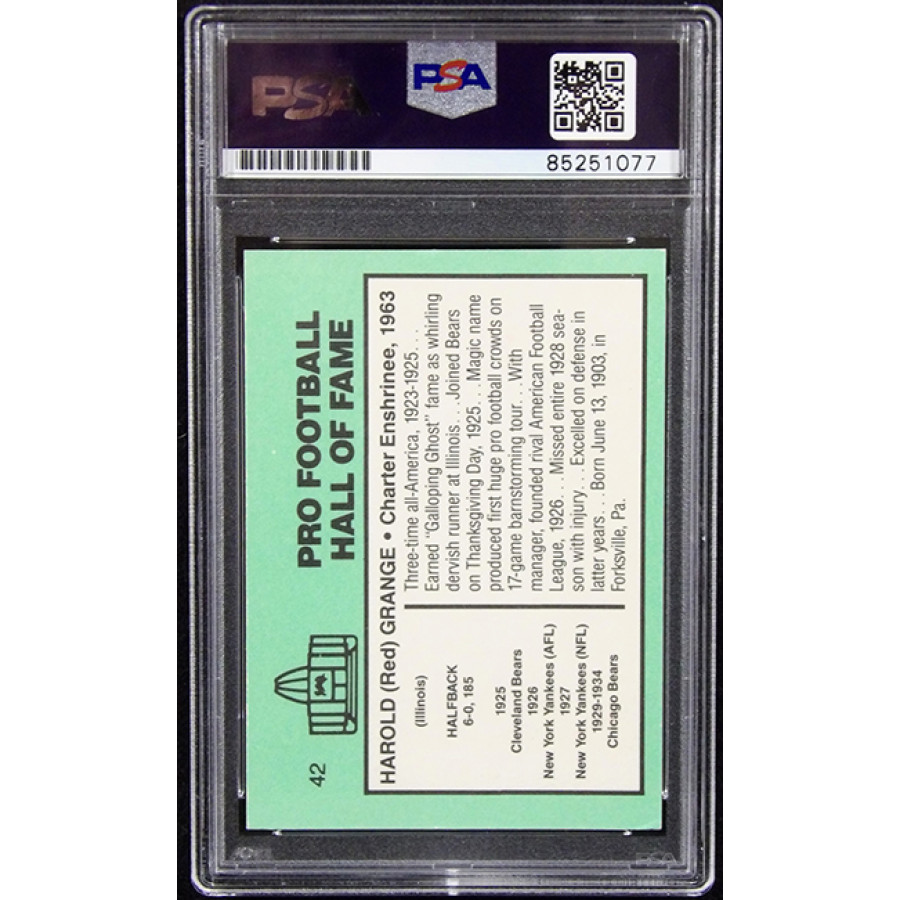 PSA
PSA
85251077
42
PRO FOOTBALL
HALL OF FAME
HAROLD (Red) GRANGE • Charter Enshrinee, 1963
(Illinois)
HALFBACK
6-0, 185
1925
Cleveland Bears
1926
New York Yankees (AFL)
1927
New York Yankees (NFL)
1929-1934
Chicago Bears
Three-time all-America, 1923-1925...
Earned "Galloping Ghost" fame as whirling
dervish runner at Illinois...Joined Bears
on Thanksgiving Day, 1925...Magic name
produced first huge pro football crowds on
17-game barnstorming tour...With
manager, founded rival American Football
League, 1926...Missed entire 1928 sea-
son with injury...Excelled on defense in
latter years...Born June 13, 1903, in
Forksville, Pa.
PSA